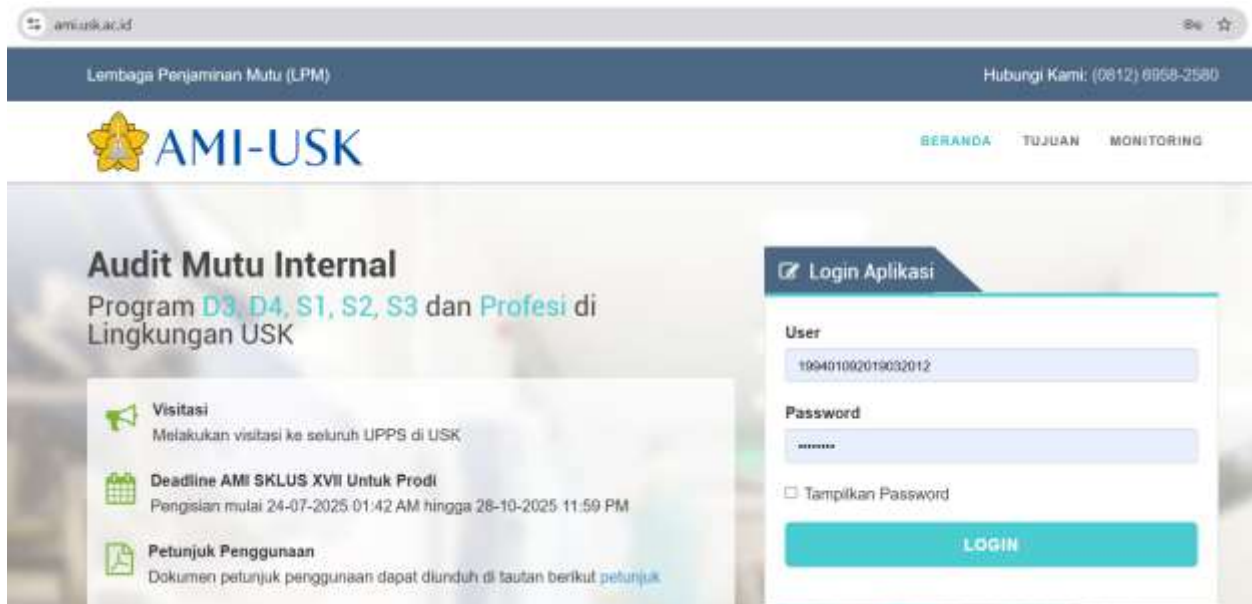 ami.usk.ac.id
Lembaga Penjaminan Mutu (LPM)
Hubungi Kami: (0812) 6958-2580
AMI-USK
BERANDA TUJUAN MONITORING
Audit Mutu Internal
Program D3, D4, S1, S2, S3 dan Profesi di
Lingkungan USK
Visitasi
Melakukan visitasi ke seluruh UPPS di USK
Deadline AMI SKLUS XVII Untuk Prodi
Pengisian mulai 24-07-2025 01:42 AM hingga 28-10-2025 11:59 PM
Petunjuk Penggunaan
Dokumen petunjuk penggunaan dapat diunduh di tautan berikut petunjuk
Login Aplikasi
User
199401092019032012
Password
••••••••
Tampilkan Password
LOGIN